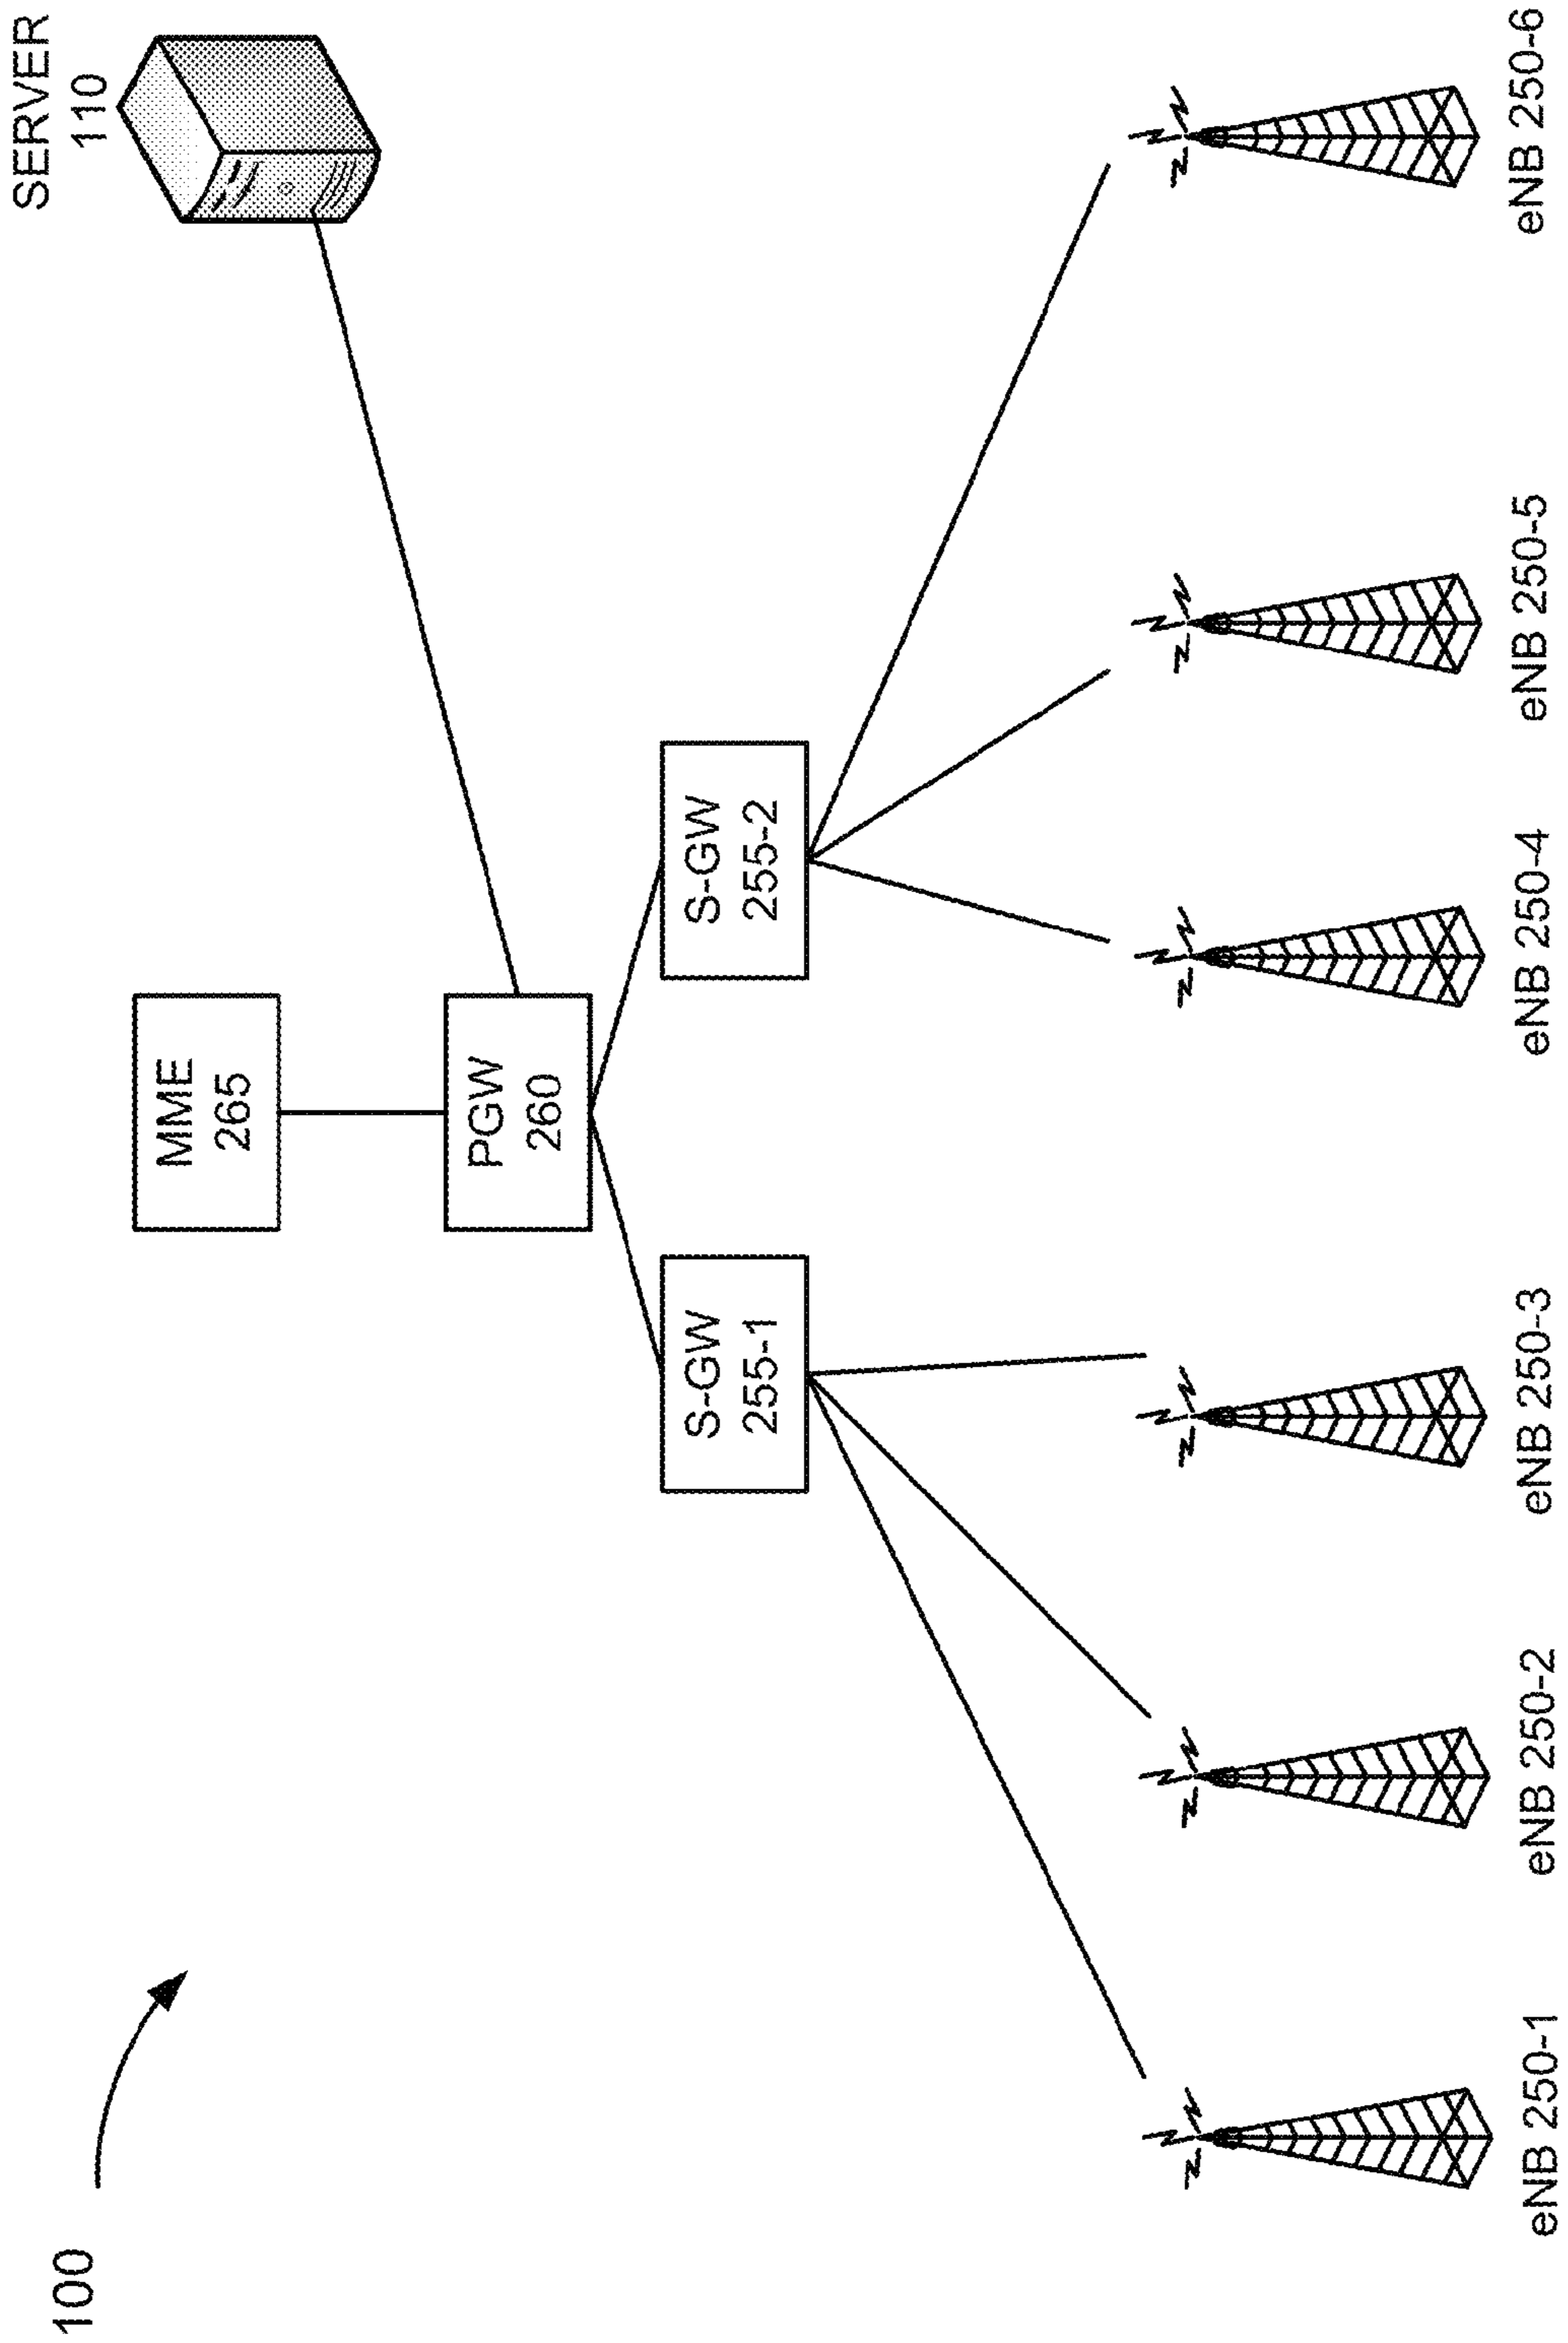 100
SERVER
110
MME
265
PGW
260
S-GW
255-1
S-GW
255-2
eNB 250-1
eNB 250-2
eNB 250-3
eNB 250-4
eNB 250-5
eNB 250-6